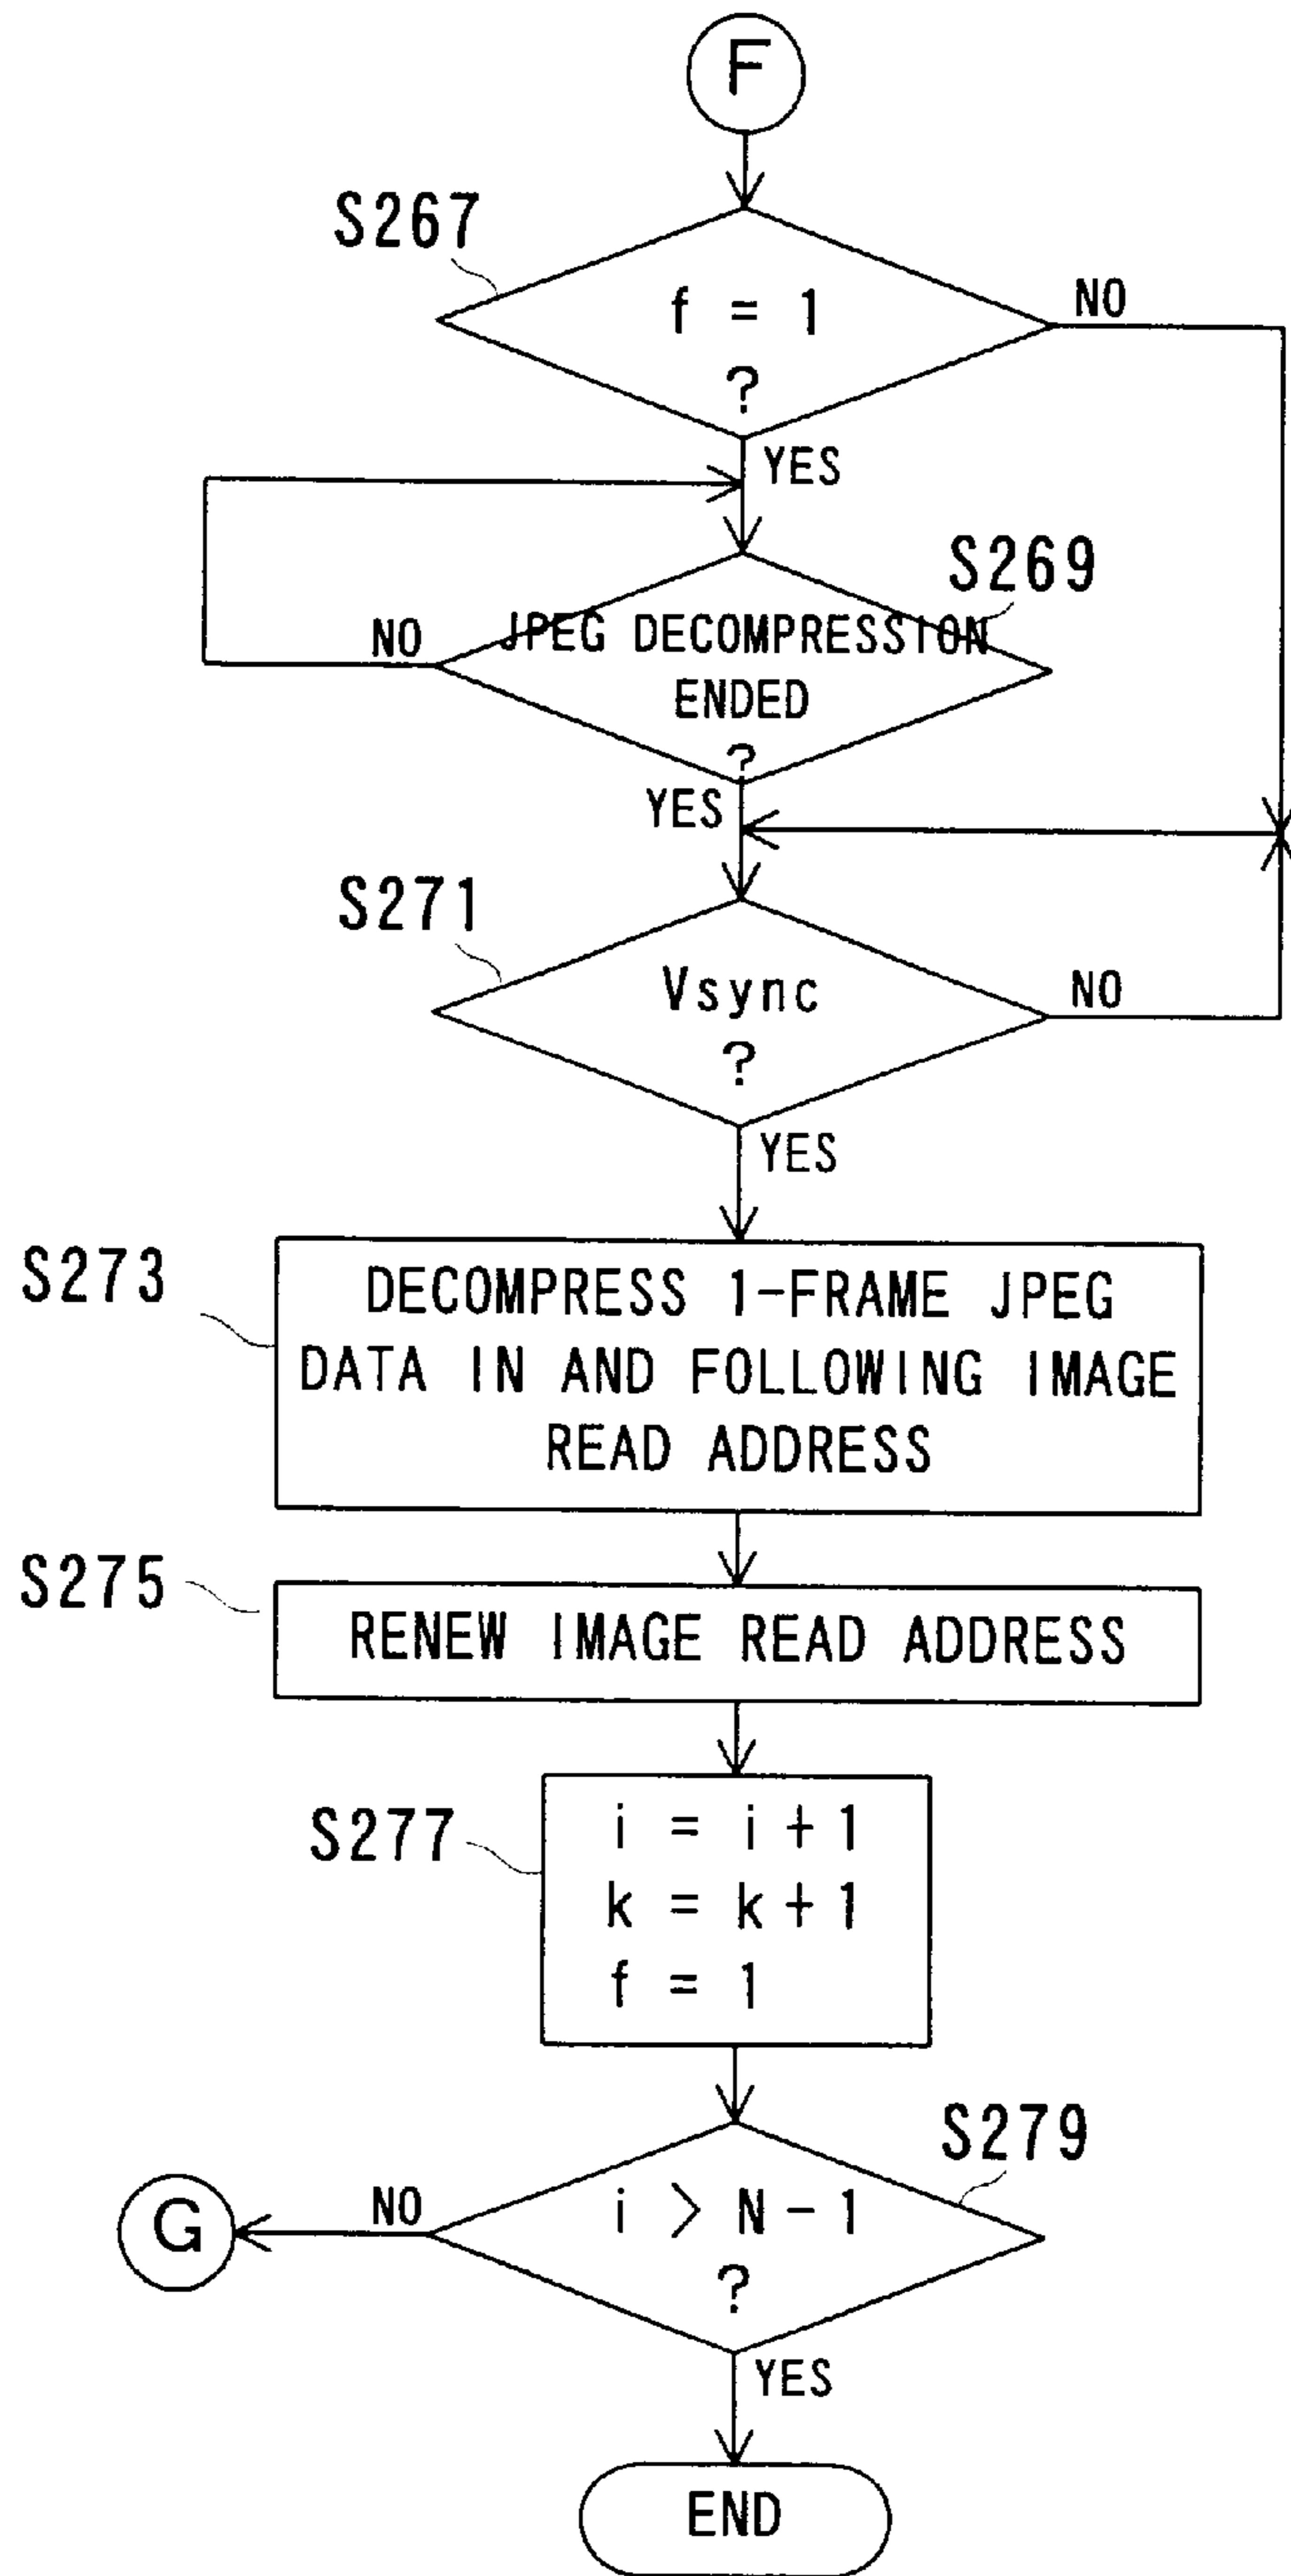 F
S267
f = 1
?
NO
YES
S269
NO
JPEG DECOMPRESSION
ENDED
?
YES
S271
Vsync
?
NO
YES
S273
DECOMPRESS 1-FRAME JPEG
DATA IN AND FOLLOWING IMAGE
READ ADDRESS
S275
RENEW IMAGE READ ADDRESS
S277
i = i+1
k = k+1
f = 1
S279
G
NO
i > N-1
?
YES
END